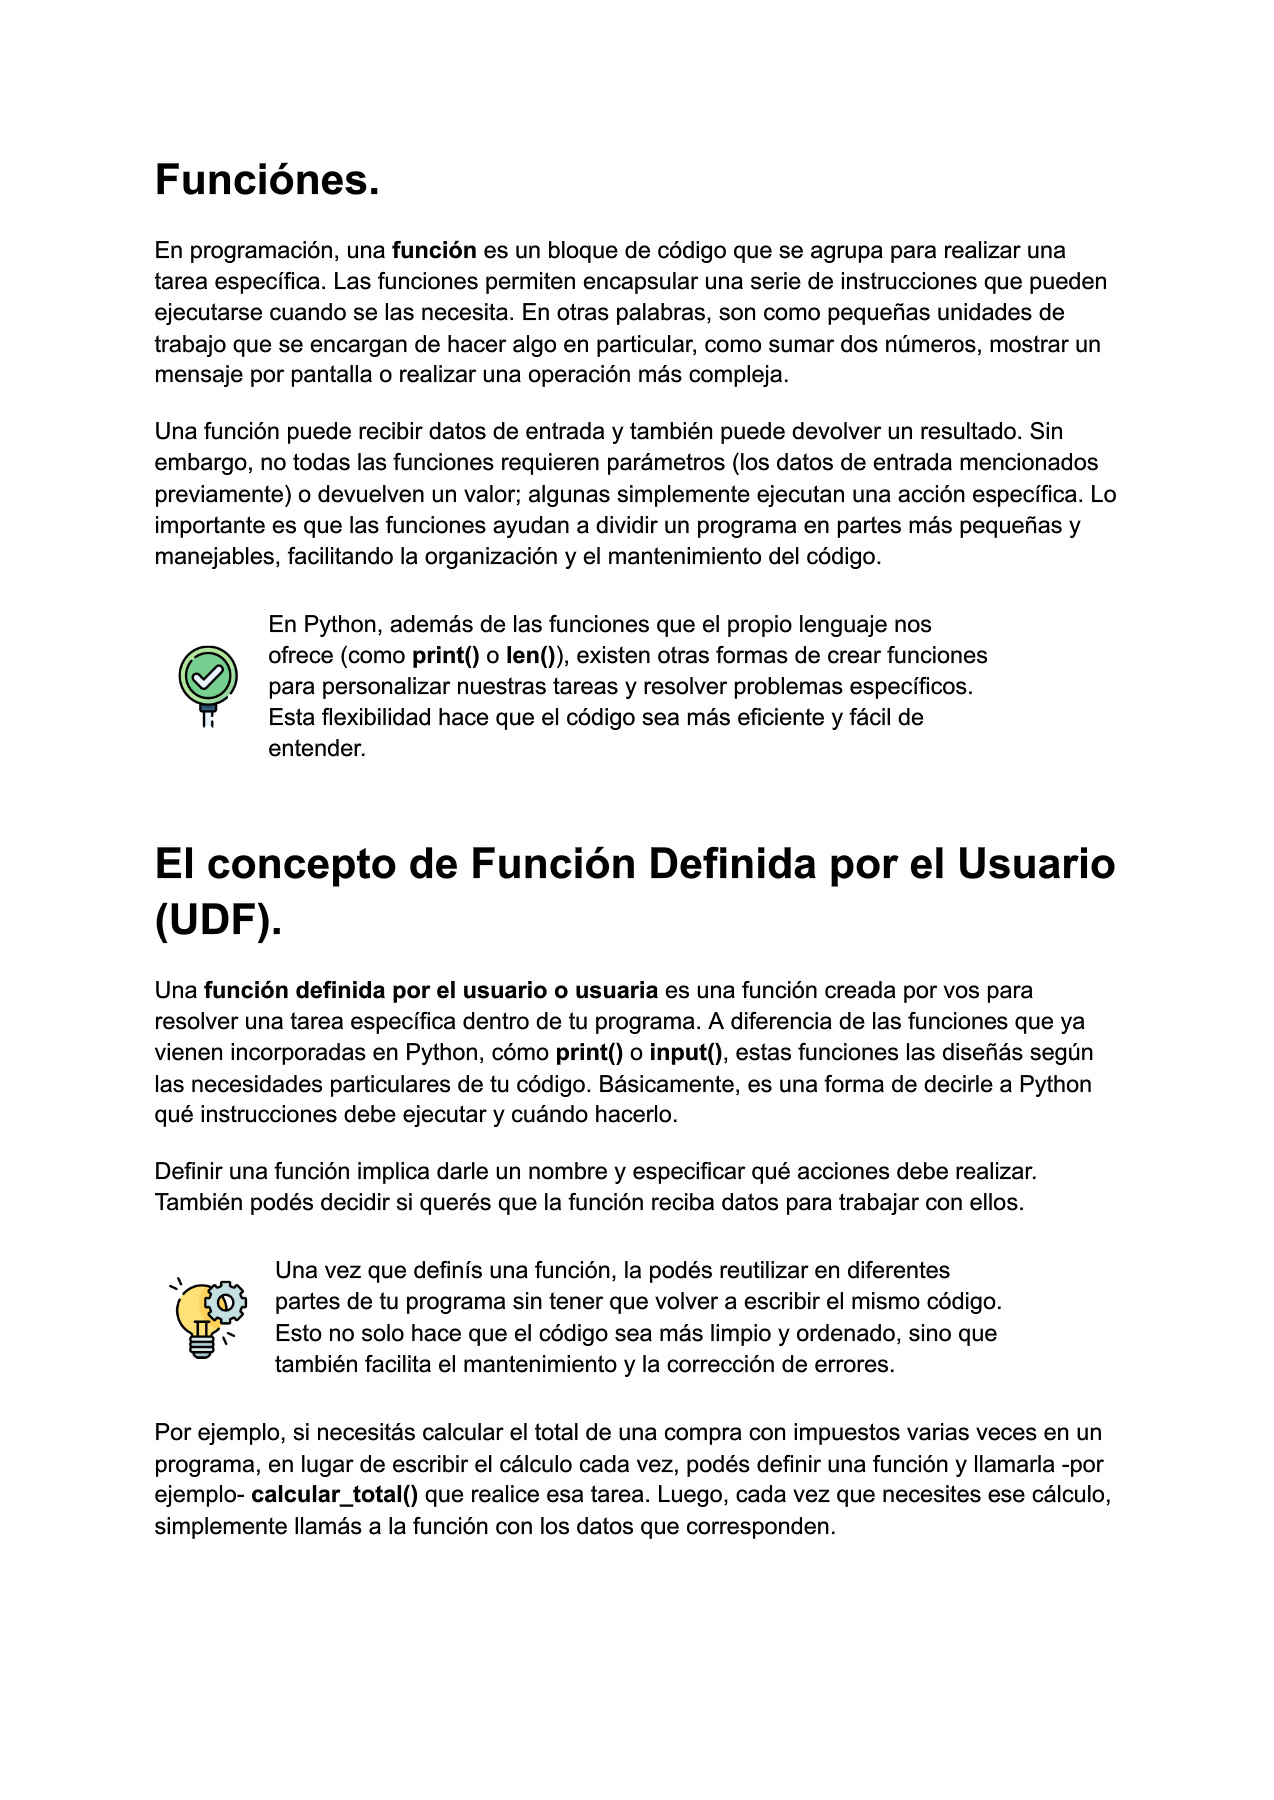 Funciónes.
En programación, una función es un bloque de código que se agrupa para realizar una
tarea específica. Las funciones permiten encapsular una serie de instrucciones que pueden
ejecutarse cuando se las necesita. En otras palabras, son como pequeñas unidades de
trabajo que se encargan de hacer algo en particular, como sumar dos números, mostrar un
mensaje por pantalla o realizar una operación más compleja.
Una función puede recibir datos de entrada y también puede devolver un resultado. Sin
embargo, no todas las funciones requieren parámetros (los datos de entrada mencionados
previamente) o devuelven un valor; algunas simplemente ejecutan una acción específica. Lo
importante es que las funciones ayudan a dividir un programa en partes más pequeñas y
manejables, facilitando la organización y el mantenimiento del código.
En Python, además de las funciones que el propio lenguaje nos
ofrece (como print() o len()), existen otras formas de crear funciones
para personalizar nuestras tareas y resolver problemas específicos.
Esta flexibilidad hace que el código sea más eficiente y fácil de
entender.
El concepto de Función Definida por el Usuario
(UDF).
Una función definida por el usuario o usuaria es una función creada por vos para
resolver una tarea específica dentro de tu programa. A diferencia de las funciones que ya
vienen incorporadas en Python, cómo print() o input(), estas funciones las diseñás según
las necesidades particulares de tu código. Básicamente, es una forma de decirle a Python
qué instrucciones debe ejecutar y cuándo hacerlo.
Definir una función implica darle un nombre y especificar qué acciones debe realizar.
También podés decidir si querés que la función reciba datos para trabajar con ellos.
Una vez que definís una función, la podés reutilizar en diferentes
partes de tu programa sin tener que volver a escribir el mismo código.
Esto no solo hace que el código sea más limpio y ordenado, sino que
también facilita el mantenimiento y la corrección de errores.
Por ejemplo, si necesitás calcular el total de una compra con impuestos varias veces en un
programa, en lugar de escribir el cálculo cada vez, podés definir una función y llamarla -por
ejemplo- calcular_total() que realice esa tarea. Luego, cada vez que necesites ese cálculo,
simplemente llamás a la función con los datos que corresponden.